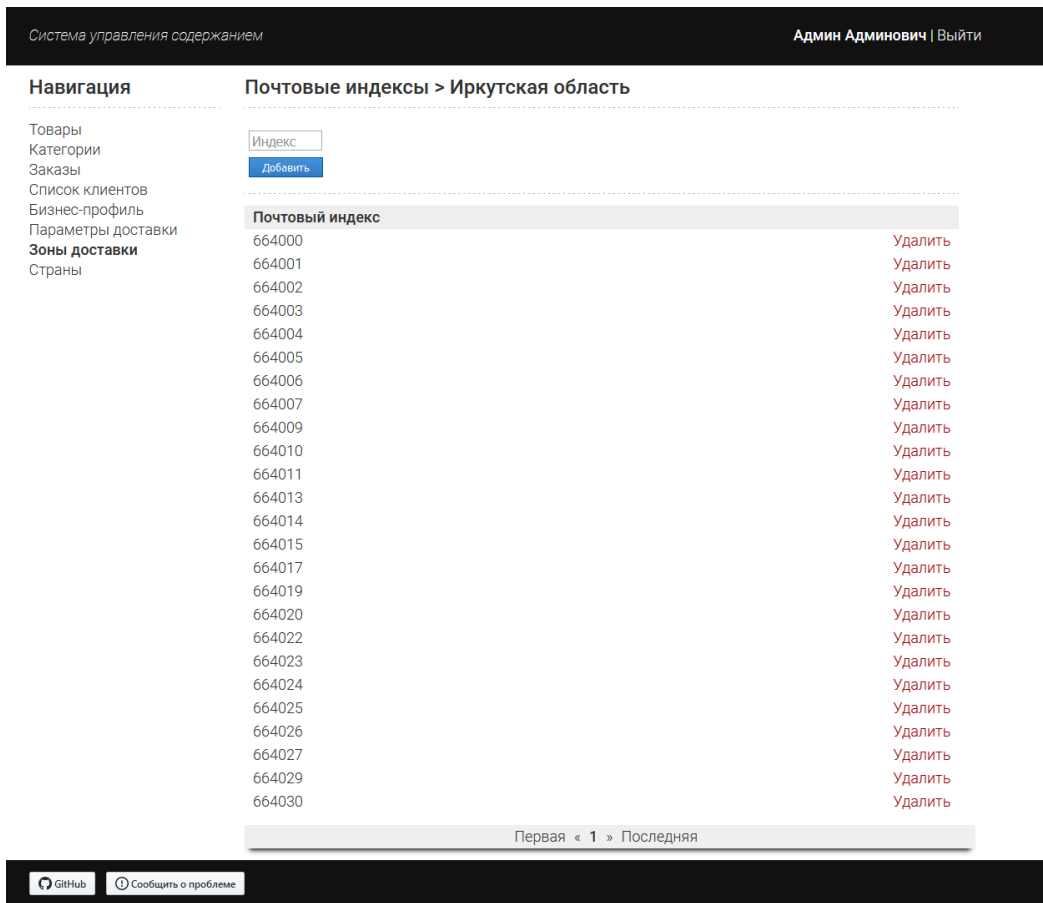 Система управления содержанием
Админ Админович | Выйти
Навигация
Товары
Категории
Заказы
Список клиентов
Бизнес-профиль
Параметры доставки
Зоны доставки
Страны
Почтовые индексы > Иркутская область
Индекс
Добавить
Почтовый индекс
664000 Удалить
664001 Удалить
664002 Удалить
664003 Удалить
664004 Удалить
664005 Удалить
664006 Удалить
664007 Удалить
664009 Удалить
664010 Удалить
664011 Удалить
664013 Удалить
664014 Удалить
664015 Удалить
664017 Удалить
664019 Удалить
664020 Удалить
664022 Удалить
664023 Удалить
664024 Удалить
664025 Удалить
664026 Удалить
664027 Удалить
664029 Удалить
664030 Удалить
Первая « 1 » Последняя
GitHub
Сообщить о проблеме